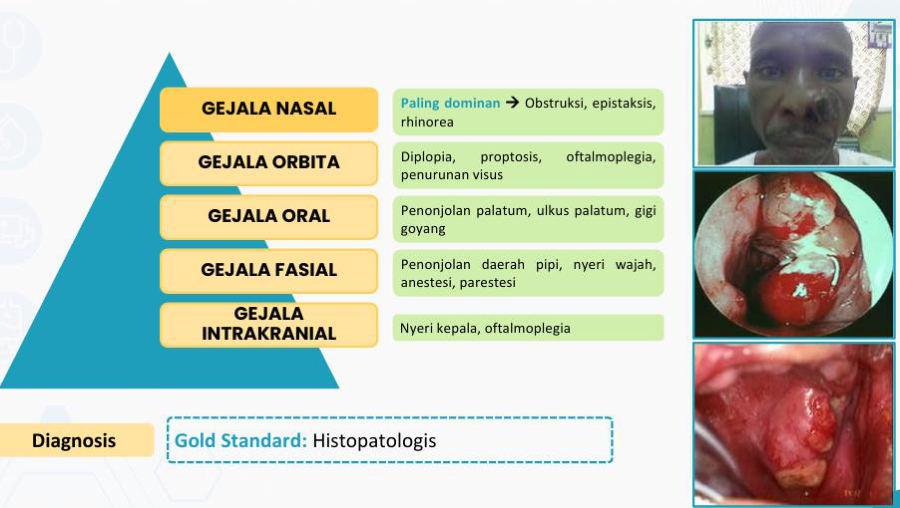 GEJALA NASAL
Paling dominan → Obstruksi, epistaksis,
rhinorea
GEJALA ORBITA
Diplopia, proptosis, oftalmoplegia,
penurunan visus
GEJALA ORAL
Penonjolan palatum, ulkus palatum, gigi
goyang
GEJALA FASIAL
Penonjolan daerah pipi, nyeri wajah,
anestesi, parestesi
GEJALA
INTRAKRANIAL
Nyeri kepala, oftalmoplegia
Diagnosis
Gold Standard: Histopatologis